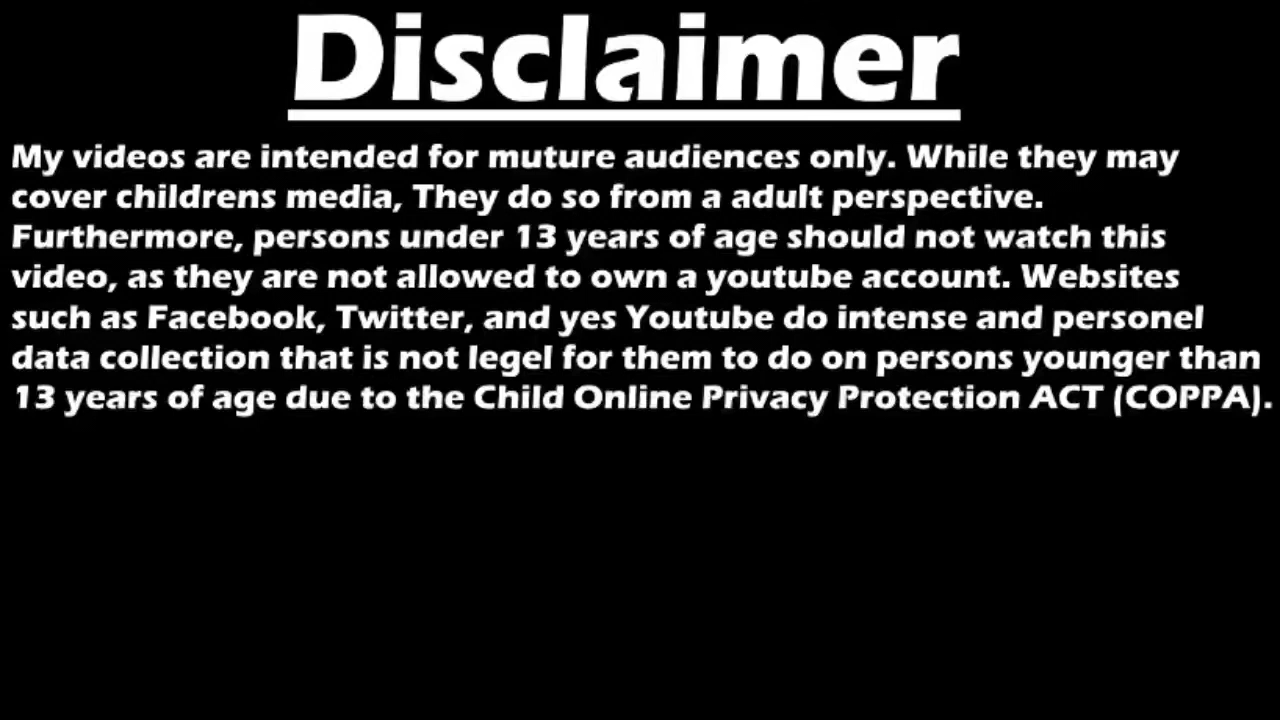 Disclaimer
My videos are intended for muture audiences only. While they may
cover childrens media, They do so from a adult perspective.
Furthermore, persons under 13 years of age should not watch this
video, as they are not allowed to own a youtube account. Websites
such as Facebook, Twitter, and yes Youtube do intense and personel
data collection that is not legel for them to do on persons younger than
13 years of age due to the Child Online Privacy Protection ACT (COPPA).